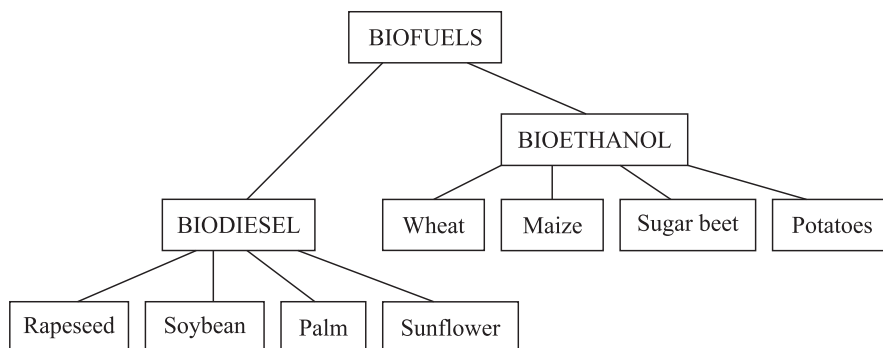 BIOFUELS
BIOETHANOL
BIODIESEL
Wheat
Maize
Sugar beet
Potatoes
Rapeseed
Soybean
Palm
Sunflower